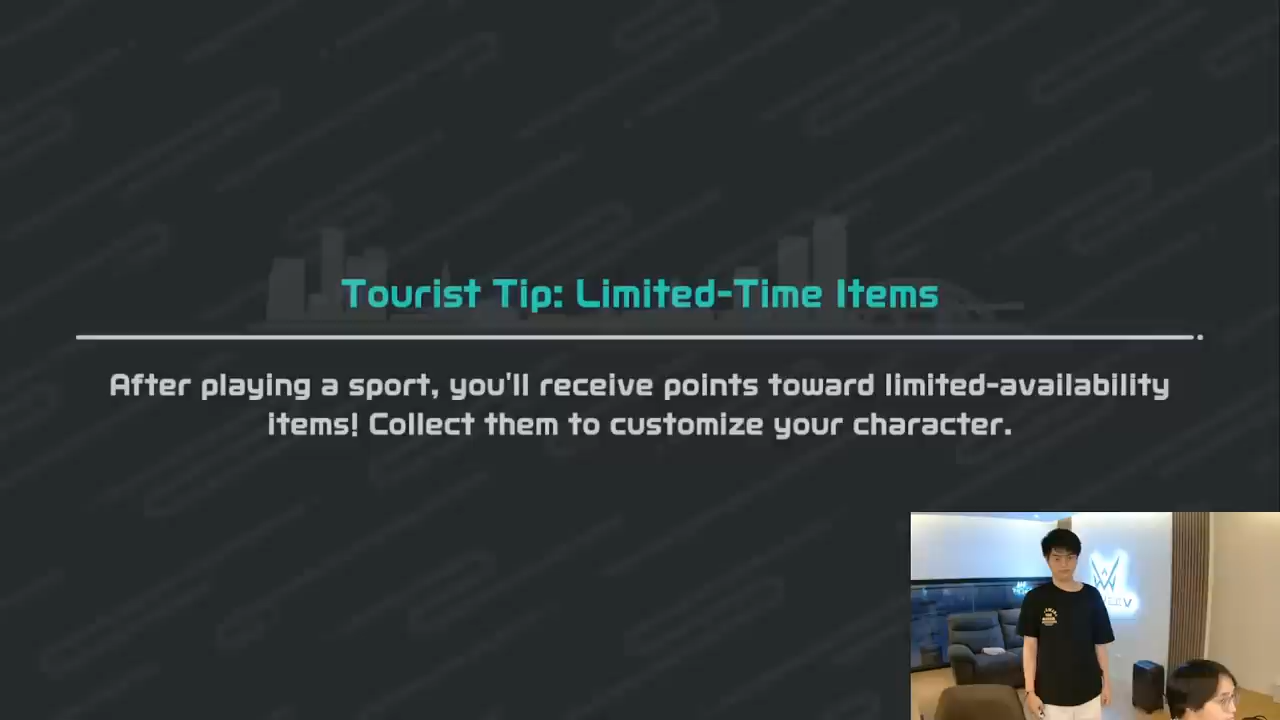 Tourist Tip: Limited-Time Items
After playing a sport, you'll receive points toward limited-availability
items! Collect them to customize your character.